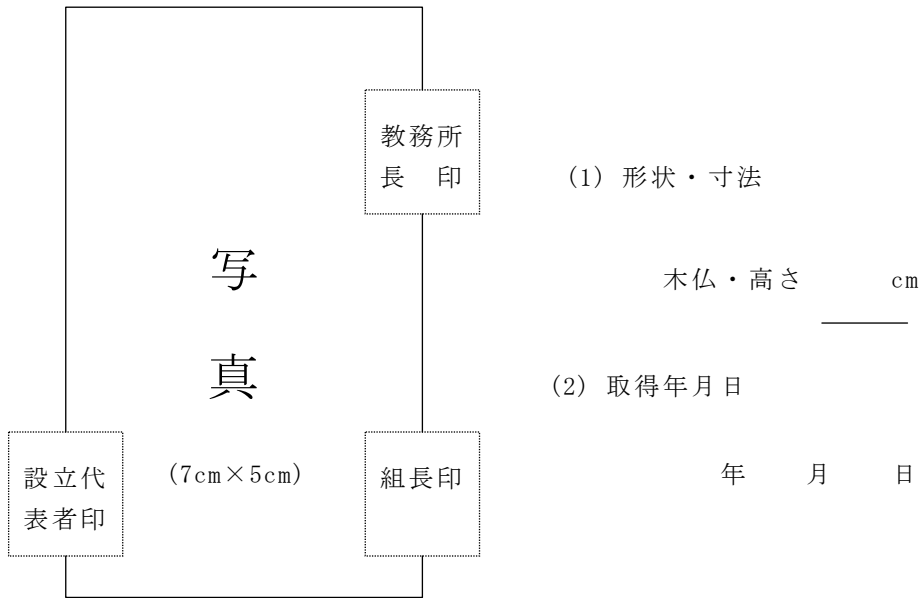 教務所
長　印
写
真
(7cm×5cm)
設立代
表者印
組長印
(1) 形状・寸法
木仏・高さ　　　cm
(2) 取得年月日
年　　月　　日